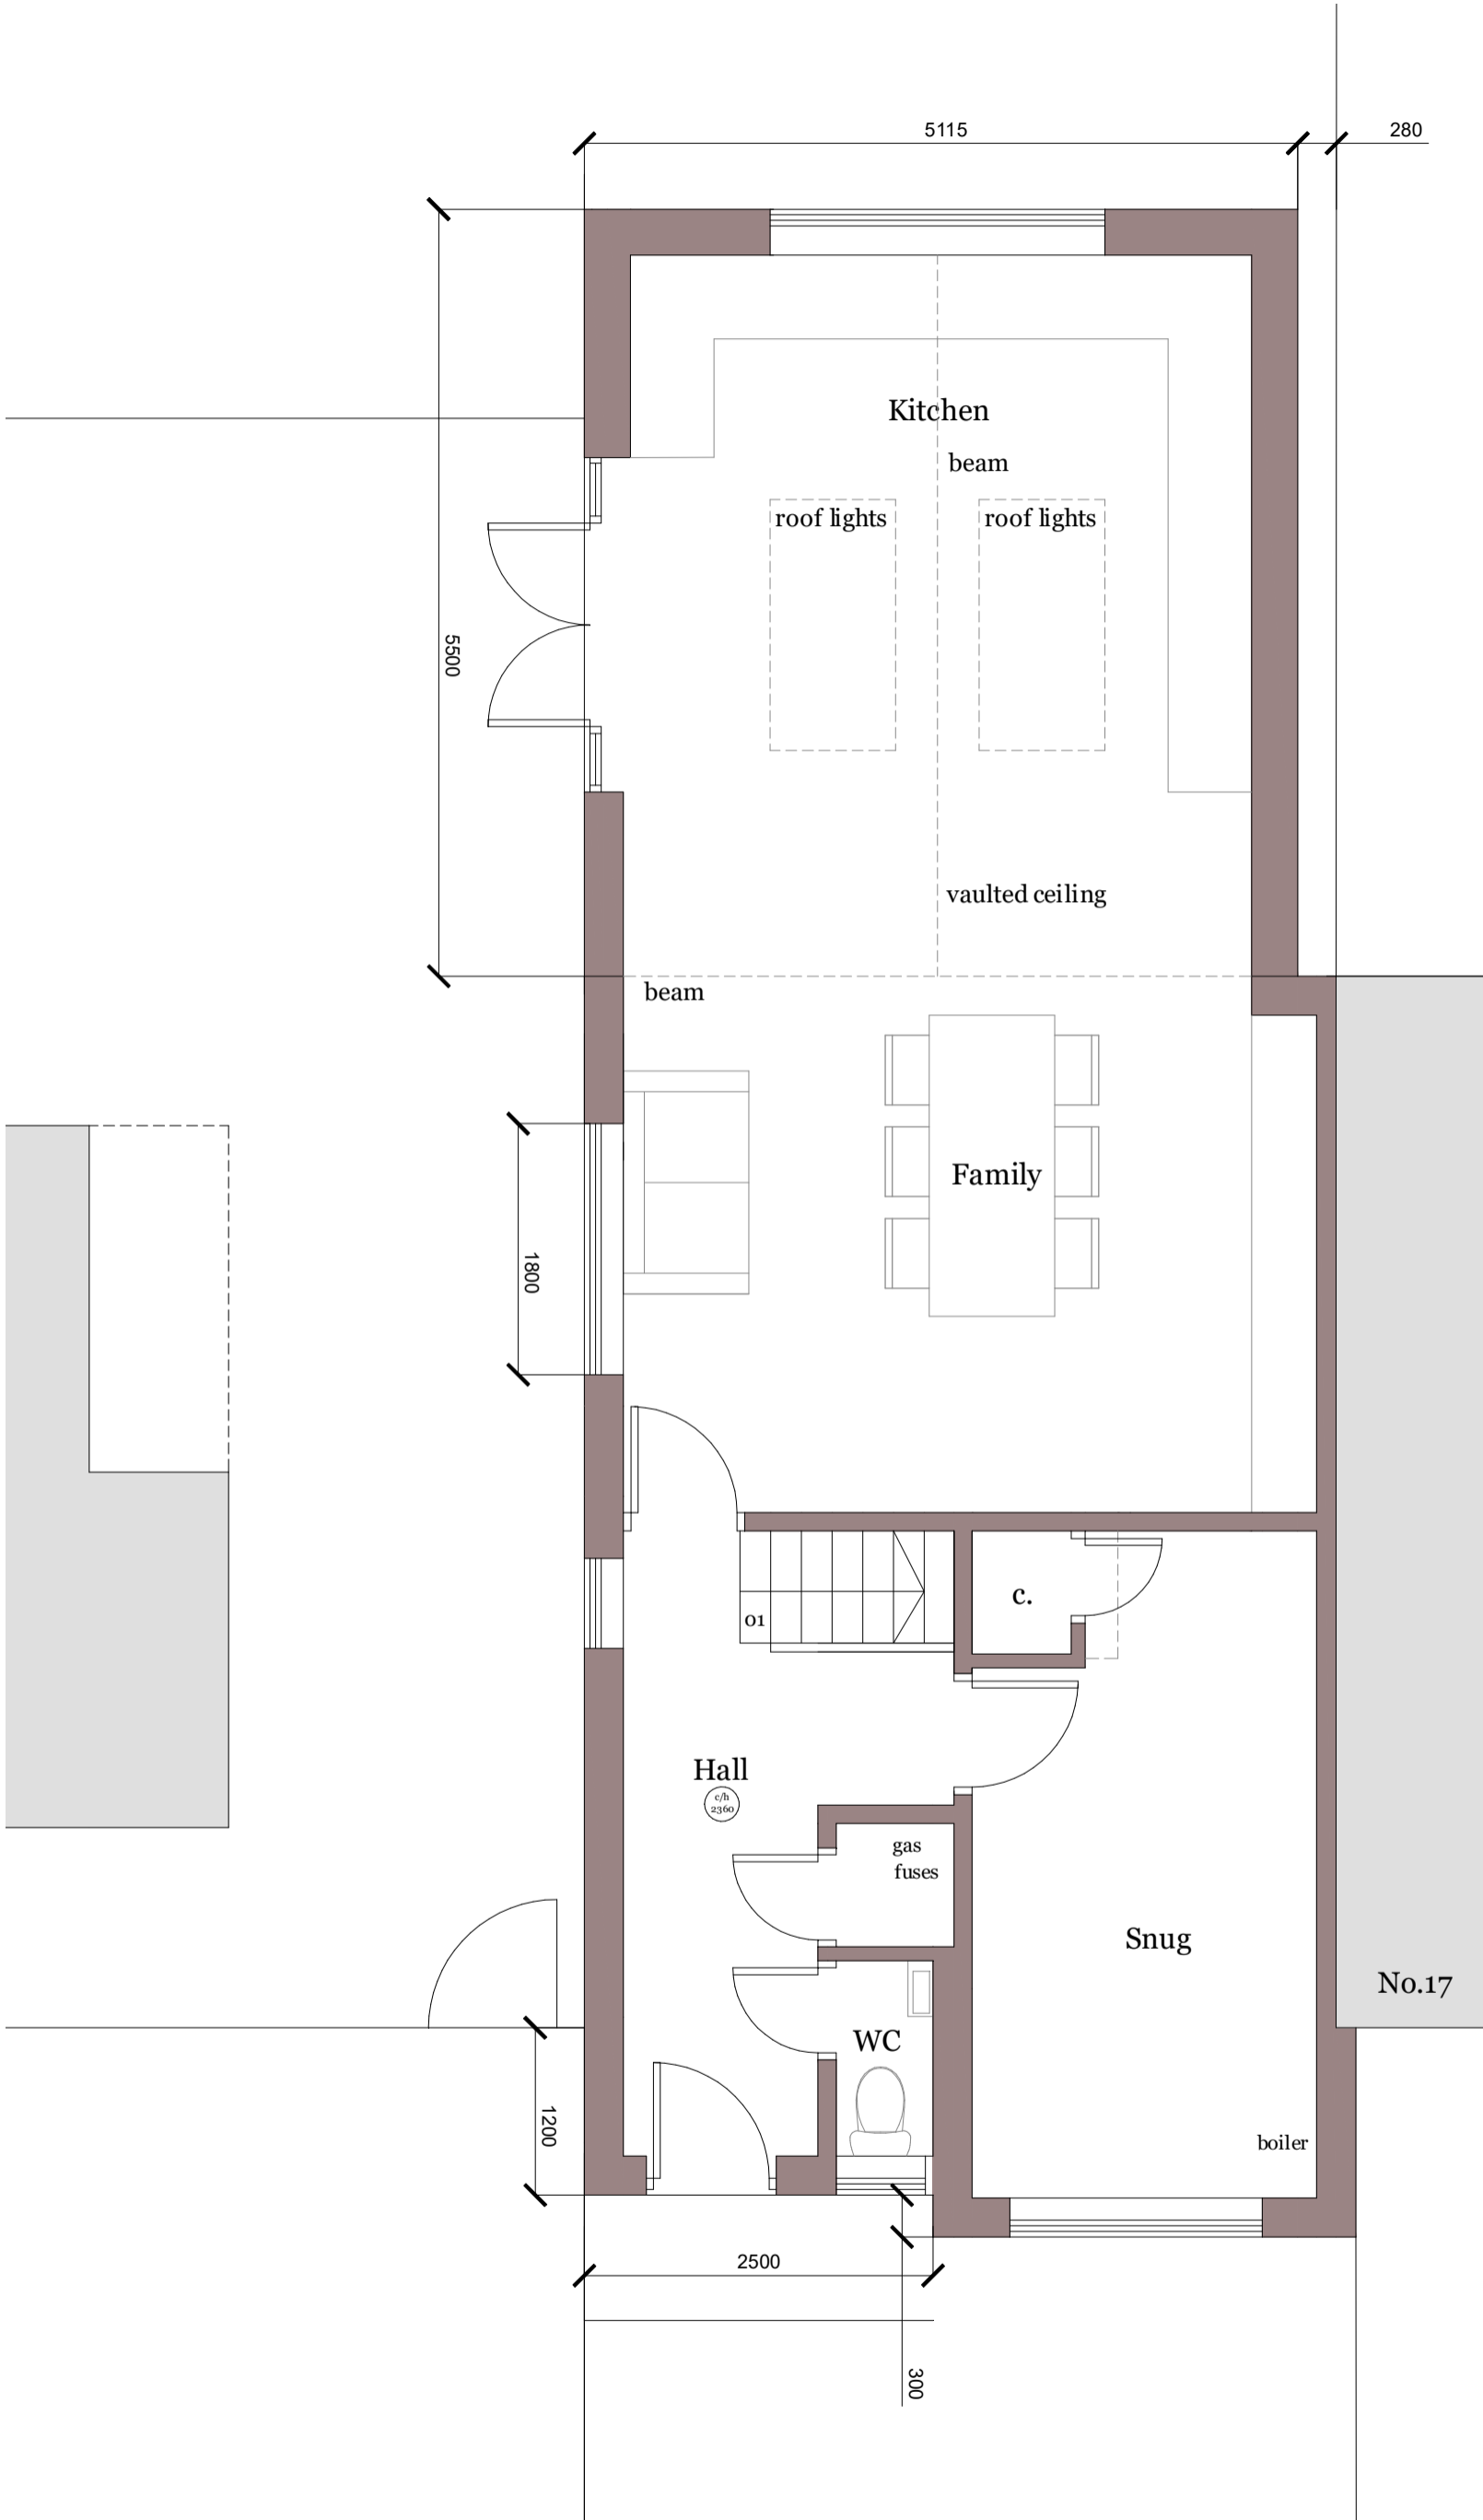 5115
280
Kitchen
beam
roof lights
roof lights
5500
vaulted ceiling
beam
Family
1800
c.
01
Hall
c/h
2360
gas
fuses
Snug
No.17
WC
1200
boiler
2500
300